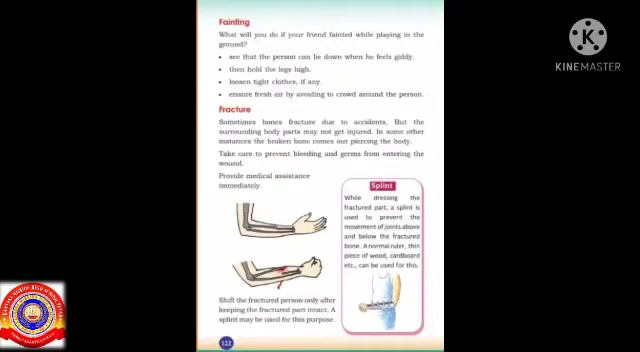 Fainting
What will you do if your friend fainted while playing in the
ground?
• see that the person can lie down when he feels giddy.
• then hold the legs high.
• loosen tight clothes, if any.
• ensure fresh air by avoiding to crowd around the person.
Fracture
Sometimes bones fracture due to accidents. But the
surrounding body parts may not get injured. In some other
instances the broken bone comes out piercing the body.
Take care to prevent bleeding and germs from entering the
wound.
Provide medical assistance
immediately.
Splint
While dressing the
fractured part, a splint is
used to prevent the
movement of joints above
and below the fractured
bone. A normal ruler, thin
piece of wood, cardboard
etc., can be used for this.
Shift the fractured person only after
keeping the fractured part intact. A
splint may be used for this purpose.
122
K
KINEMASTER